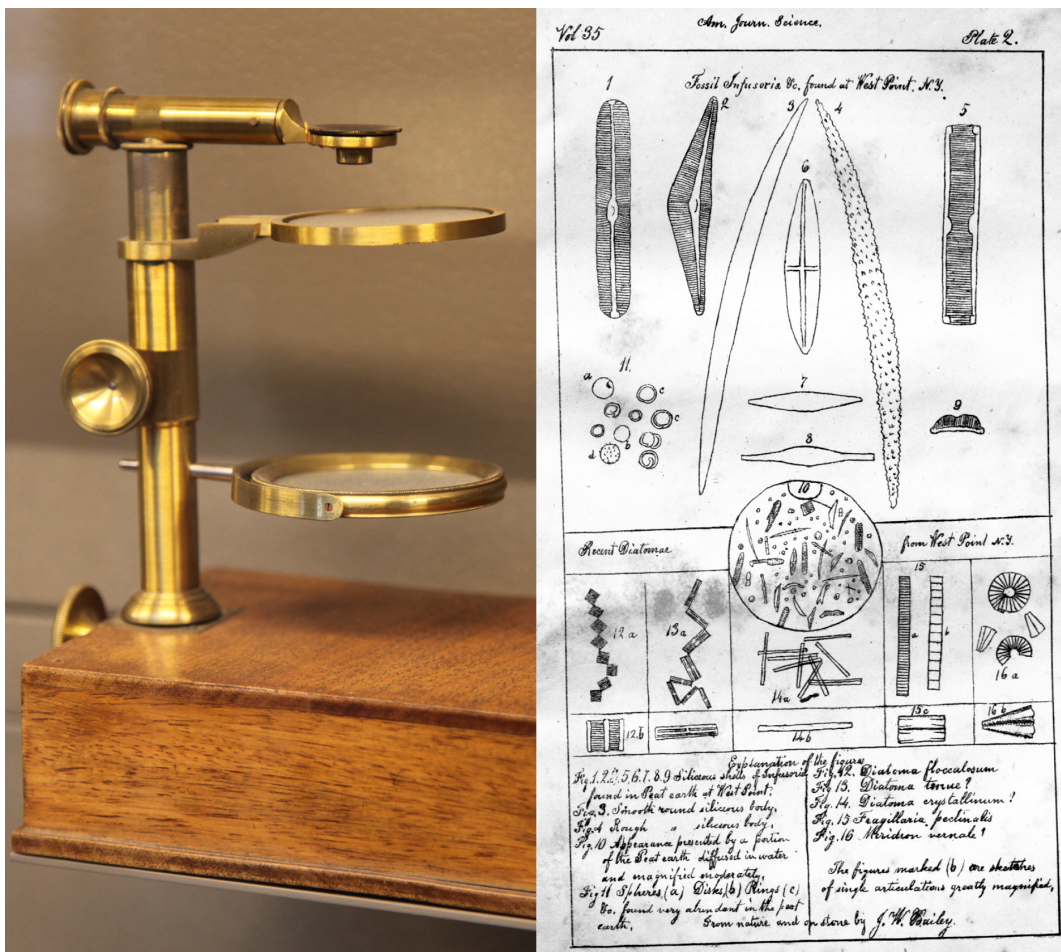 Am. Journ. Science.
Vol 35
Plate 2.
Fossil Infusoria &c. found at West Point. N.Y.
1
2
3
4
5
6
7
8
9
11.
a
c
c
b
d
10
Recent Diatomae
from West Point N.Y.
12a
13a
14a
15
a
b
16a
12.b
14b
15c
16b
Explanation of the figures
Fig. 1, 2, 5, 6, 7, 8, 9 Siliceous shells of Infusoria
found in Peat earth at West Point.
Fig. 3. Smooth round siliceous body.
Fig. 4 Rough " siliceous body.
Fig. 10 Appearance presented by a portion
of the Peat earth diffused in water
and magnified moderately.
Fig 11 Spheres, (a) Disks, (b) Rings (c)
&c. found very abundant in the peat
earth.
Fig. 12. Diatoma floccalosum
Fig 13. Diatoma tenue?
Fig. 14. Diatoma crystallinum?
Fig. 15 Fragillaria pectinalis
Fig. 16 Meridion vernale?
The figures marked (b) are sketches
of single articulations greatly magnified.
From nature and on stone by J. W. Bailey.